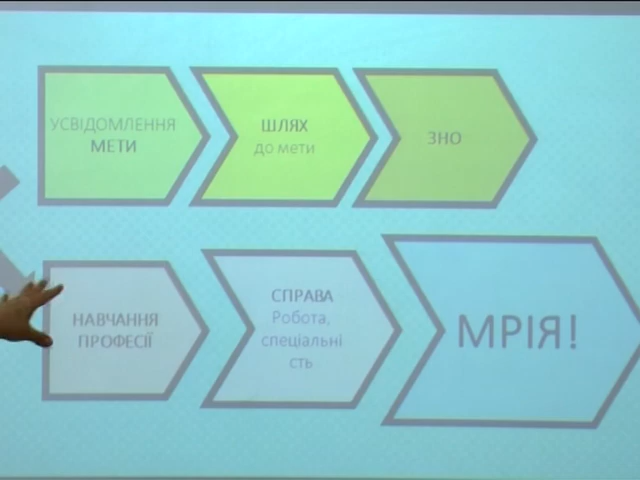 УСВІДОМЛЕННЯ
МЕТИ
ШЛЯХ
до мети
ЗНО
НАВЧАННЯ
ПРОФЕСІЇ
СПРАВА
Робота,
спеціальні
сть
МРІЯ!